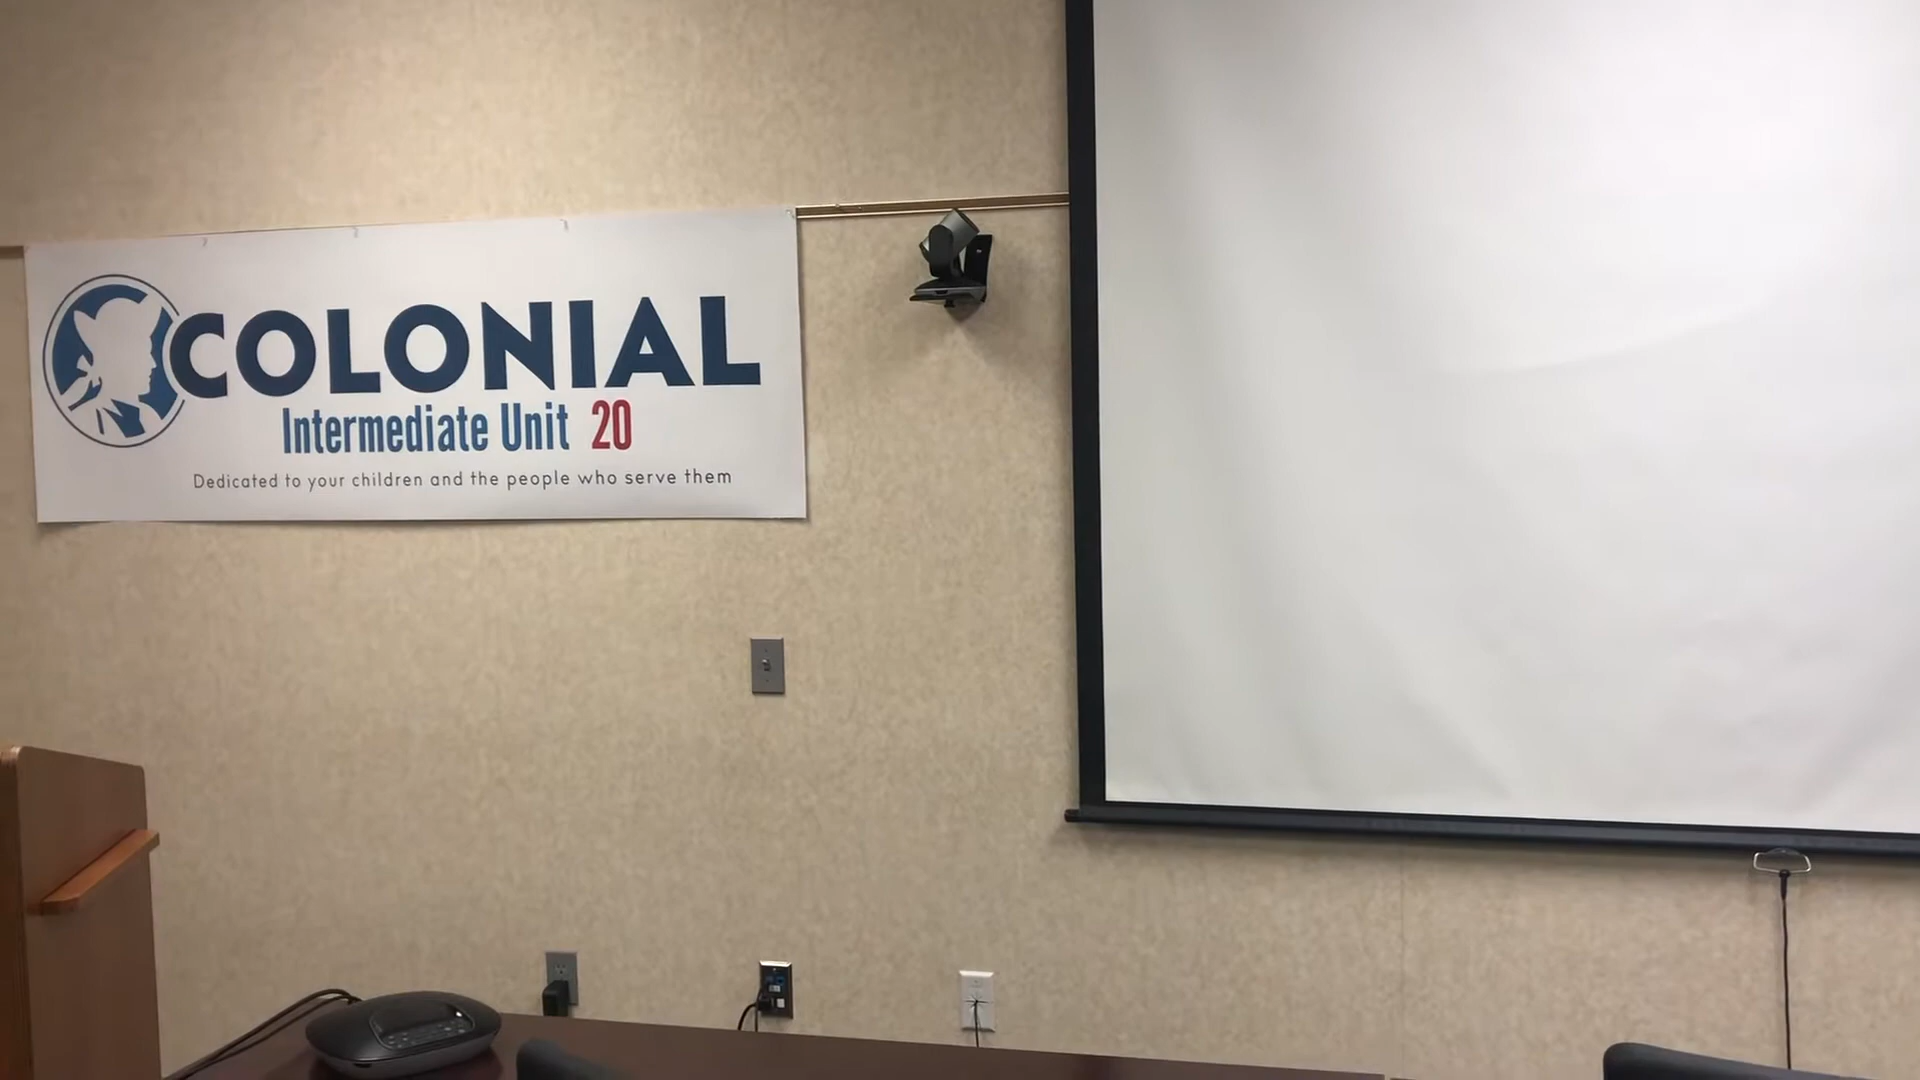 COLONIAL
Intermediate Unit 20
Dedicated to your children and the people who serve them